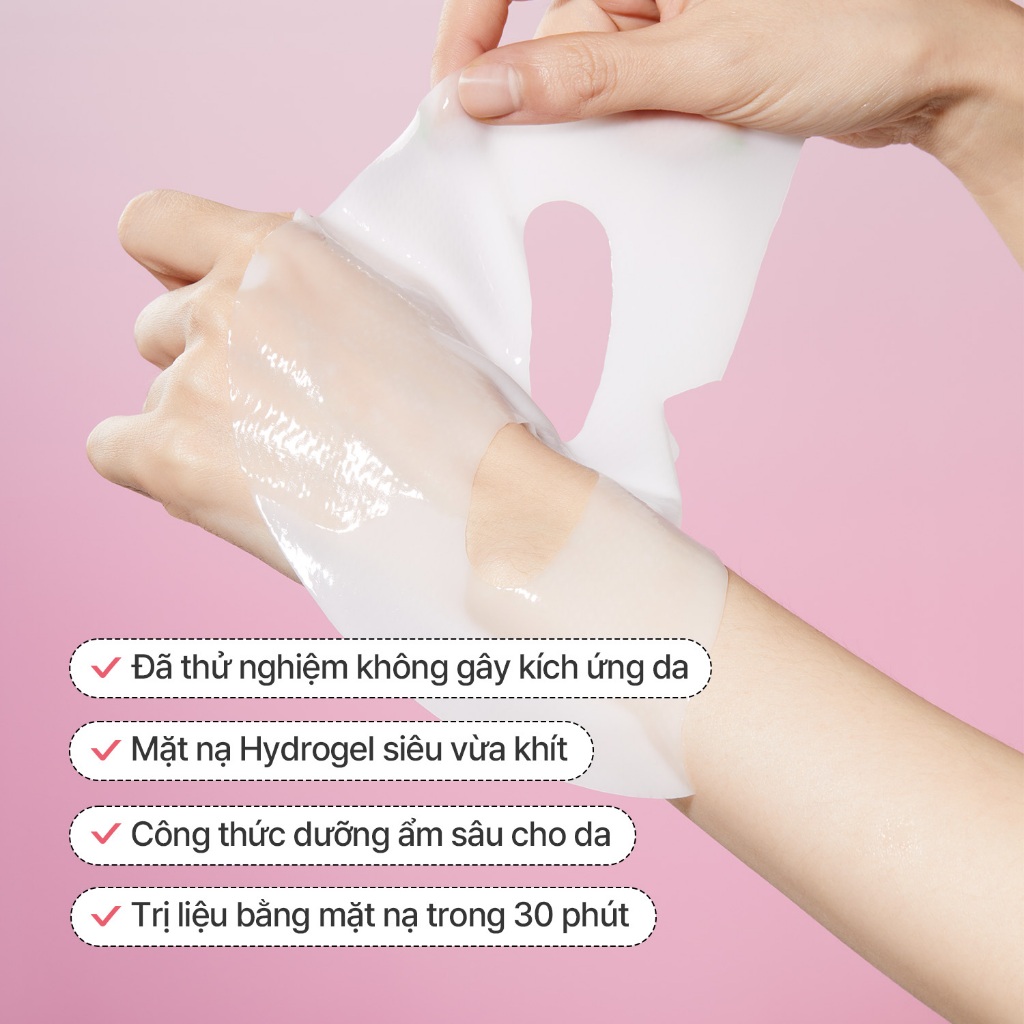 Đã thử nghiệm không gây kích ứng da
Mặt nạ Hydrogel siêu vừa khít
Công thức dưỡng ẩm sâu cho da
Trị liệu bằng mặt nạ trong 30 phút